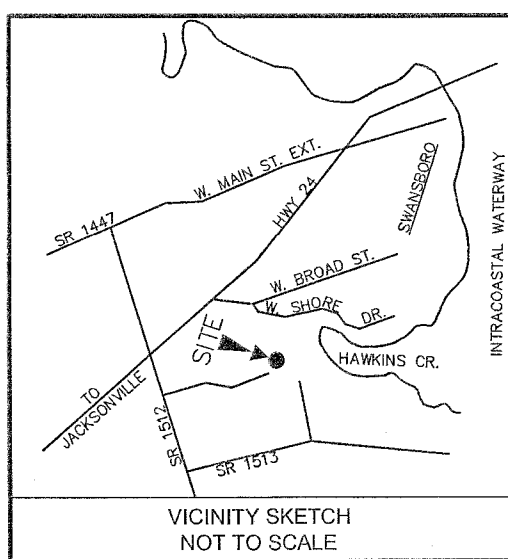 W. MAIN ST. EXT.
SR 1447
HWY 24
SWANSBORO
INTRACOASTAL WATERWAY
W. BROAD ST.
W. SHORE DR.
SITE
HAWKINS CR.
TO
JACKSONVILLE
SR 1512
SR 1513
VICINITY SKETCH
NOT TO SCALE